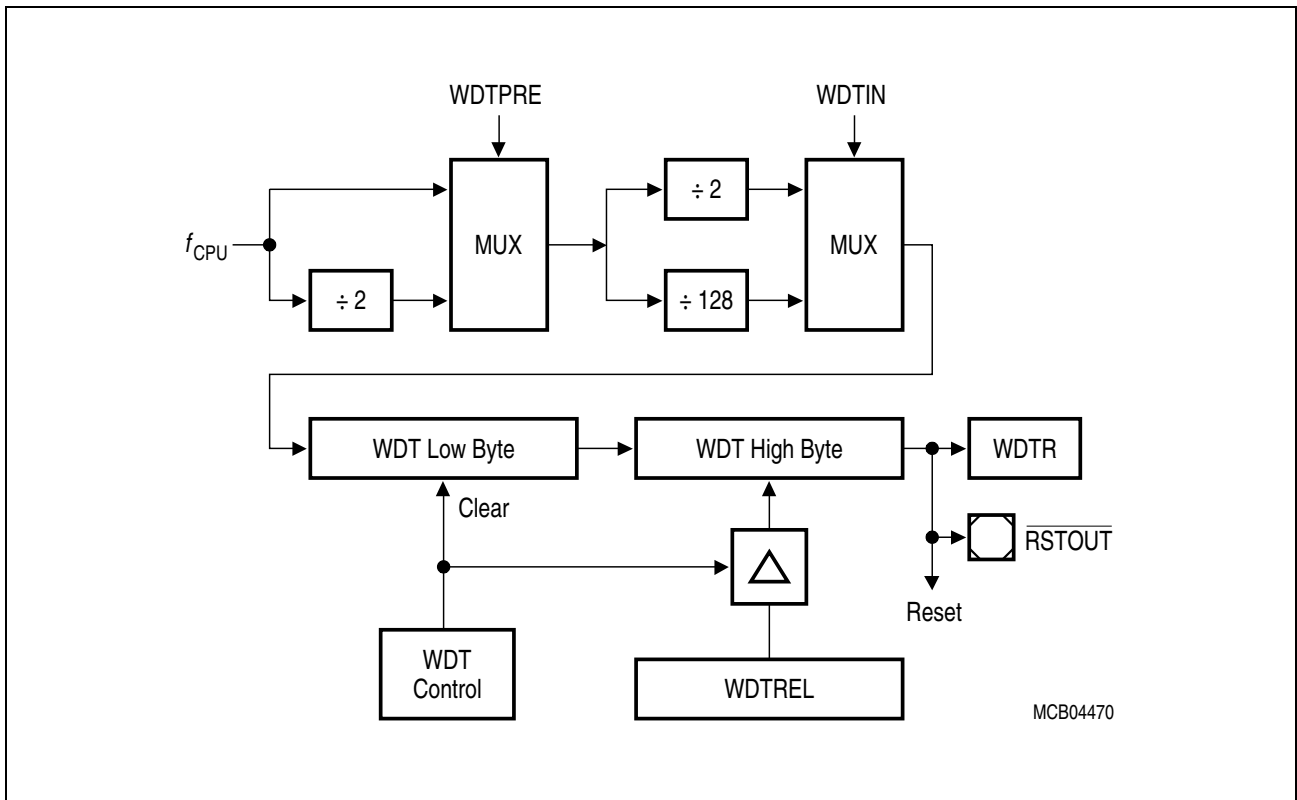 WDTPRE
WDTIN
fCPU
÷ 2
MUX
÷ 2
÷ 128
MUX
WDT Low Byte
WDT High Byte
WDTR
Clear
RSTOUT
Reset
WDT
Control
WDTREL
MCB04470